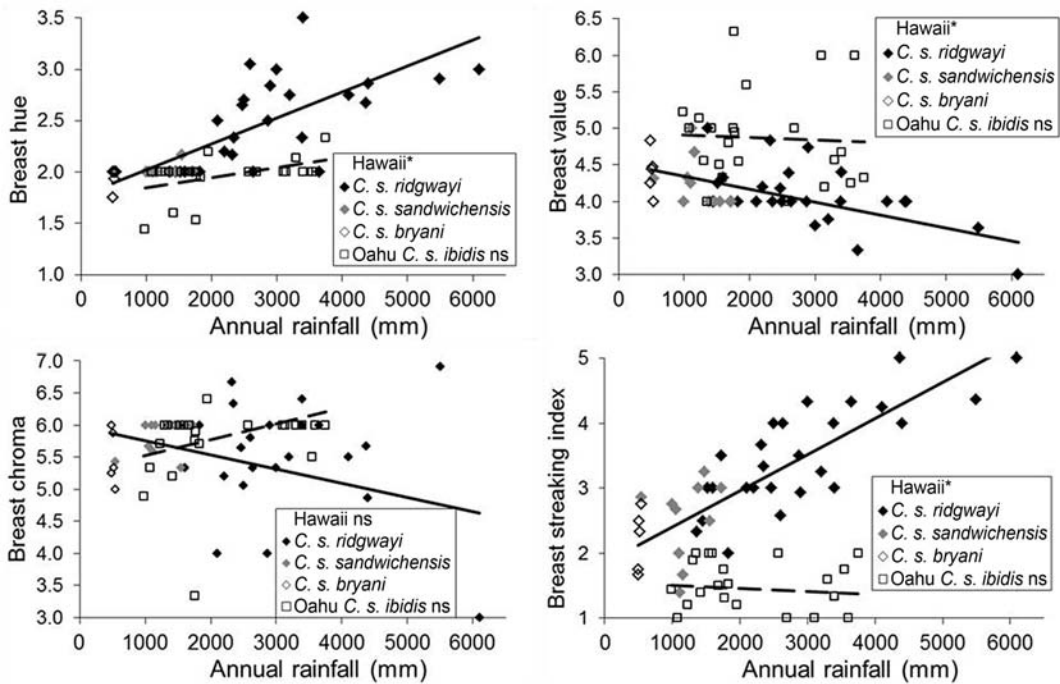 3.5
3.0
2.5
2.0
1.5
1.0
Breast hue
0 1000 2000 3000 4000 5000 6000
Annual rainfall (mm)
Hawaii*
C. s. ridgwayi
C. s. sandwichensis
C. s. bryani
Oahu C. s. ibidis ns
6.5
6.0
5.5
5.0
4.5
4.0
3.5
3.0
Breast value
0 1000 2000 3000 4000 5000 6000
Annual rainfall (mm)
Hawaii*
C. s. ridgwayi
C. s. sandwichensis
C. s. bryani
Oahu C. s. ibidis ns
7.0
6.5
6.0
5.5
5.0
4.5
4.0
3.5
3.0
Breast chroma
0 1000 2000 3000 4000 5000 6000
Annual rainfall (mm)
Hawaii ns
C. s. ridgwayi
C. s. sandwichensis
C. s. bryani
Oahu C. s. ibidis ns
5
4
3
2
1
Breast streaking index
0 1000 2000 3000 4000 5000 6000
Annual rainfall (mm)
Hawaii*
C. s. ridgwayi
C. s. sandwichensis
C. s. bryani
Oahu C. s. ibidis ns